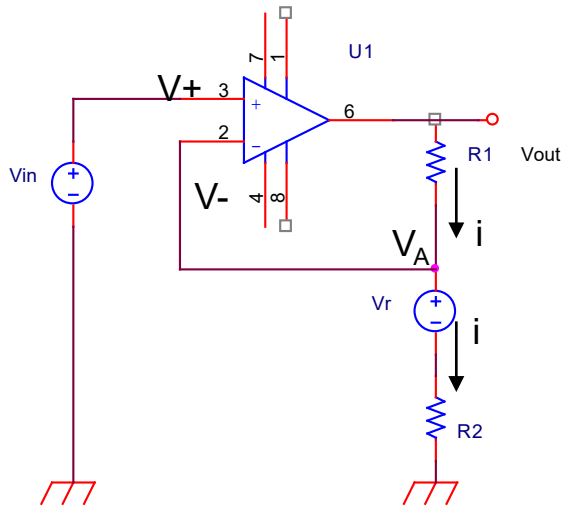 U1
7
1
V+
3
+
6
2
−
R1
Vout
Vin
+
−
V-
4
8
i
VA
Vr
+
−
i
R2